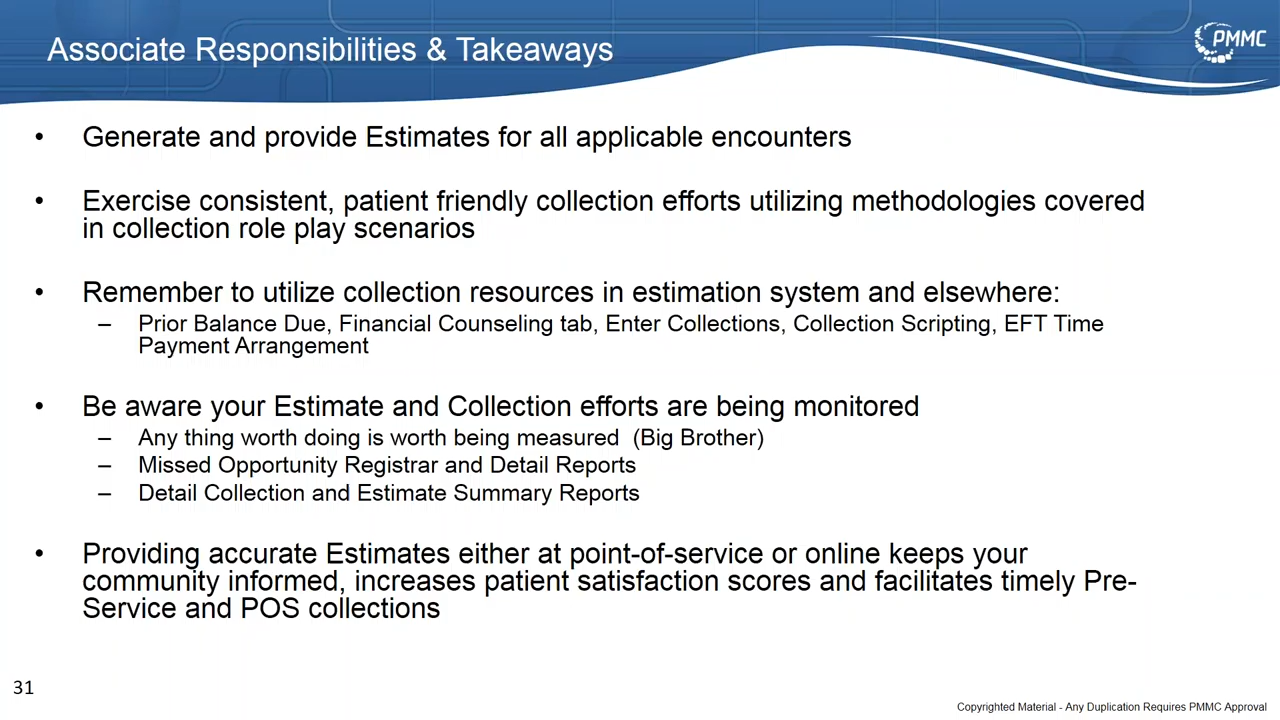 Associate Responsibilities & Takeaways
PMMC
• Generate and provide Estimates for all applicable encounters
• Exercise consistent, patient friendly collection efforts utilizing methodologies covered
in collection role play scenarios
• Remember to utilize collection resources in estimation system and elsewhere:
– Prior Balance Due, Financial Counseling tab, Enter Collections, Collection Scripting, EFT Time
Payment Arrangement
• Be aware your Estimate and Collection efforts are being monitored
– Any thing worth doing is worth being measured  (Big Brother)
– Missed Opportunity Registrar and Detail Reports
– Detail Collection and Estimate Summary Reports
• Providing accurate Estimates either at point-of-service or online keeps your
community informed, increases patient satisfaction scores and facilitates timely Pre-
Service and POS collections
31
Copyrighted Material - Any Duplication Requires PMMC Approval